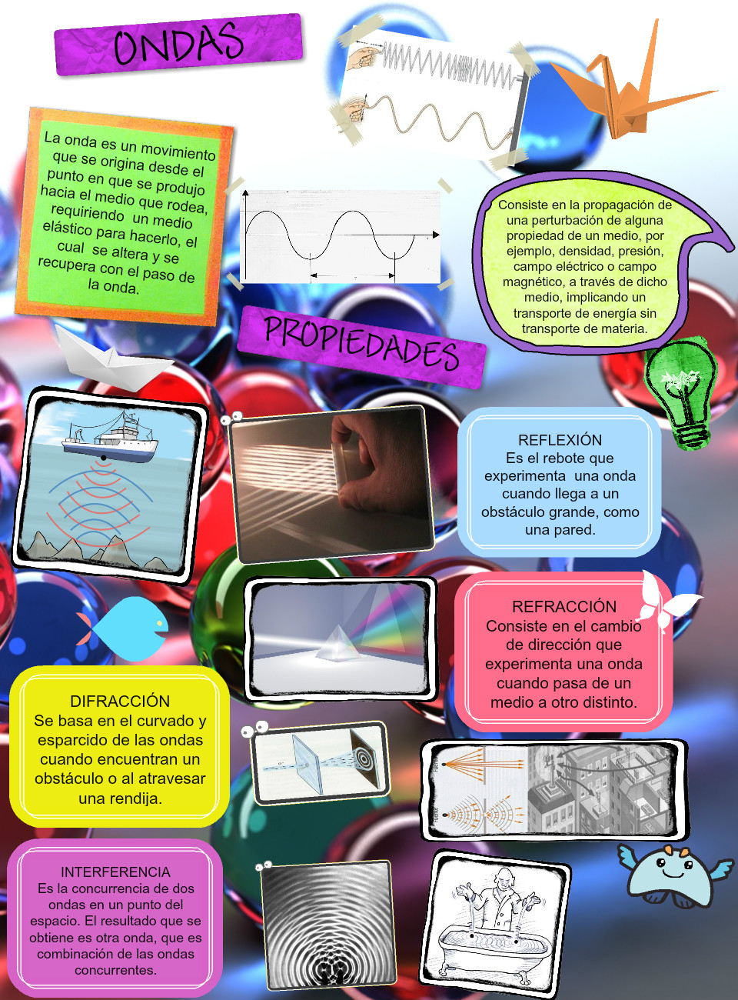 ONDAS
La onda es un movimiento
que se origina desde el
punto en que se produjo
hacia el medio que rodea,
requiriendo un medio
elástico para hacerlo, el
cual se altera y se
recupera con el paso de
la onda.
Consiste en la propagación de
una perturbación de alguna
propiedad de un medio, por
ejemplo, densidad, presión,
campo eléctrico o campo
magnético, a través de dicho
medio, implicando un
transporte de energía sin
transporte de materia.
PROPIEDADES
REFLEXIÓN
Es el rebote que
experimenta una onda
cuando llega a un
obstáculo grande, como
una pared.
REFRACCIÓN
Consiste en el cambio
de dirección que
experimenta una onda
cuando pasa de un
medio a otro distinto.
DIFRACCIÓN
Se basa en el curvado y
esparcido de las ondas
cuando encuentran un
obstáculo o al atravesar
una rendija.
Fuente
Fuente
INTERFERENCIA
Es la concurrencia de dos
ondas en un punto del
espacio. El resultado que se
obtiene es otra onda, que es
combinación de las ondas
concurrentes.